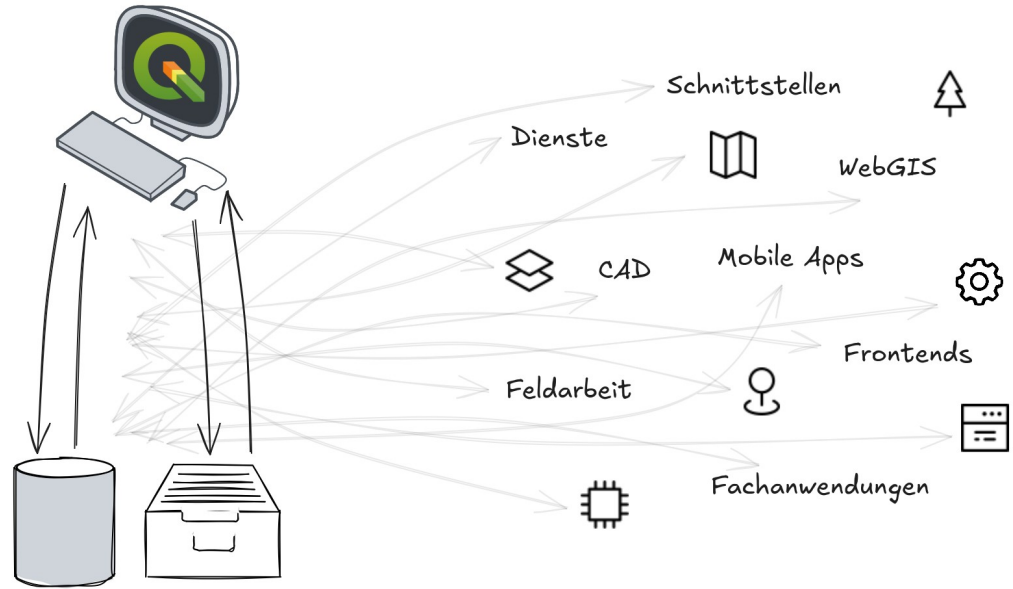 Schnittstellen
Dienste
WebGIS
CAD
Mobile Apps
Frontends
Feldarbeit
Fachanwendungen